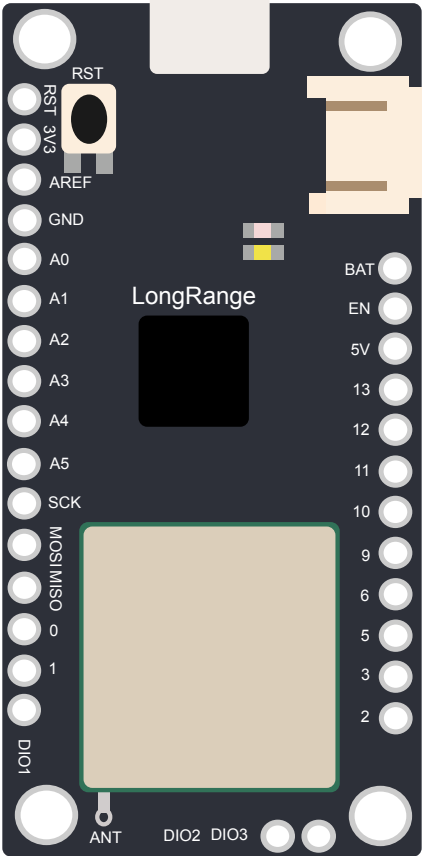 RST
RST
3V3
AREF
GND
A0
A1
A2
A3
A4
A5
SCK
MOSI
MISO
0
1
DIO1
LongRange
BAT
EN
5V
13
12
11
10
9
6
5
3
2
ANT
DIO2 DIO3